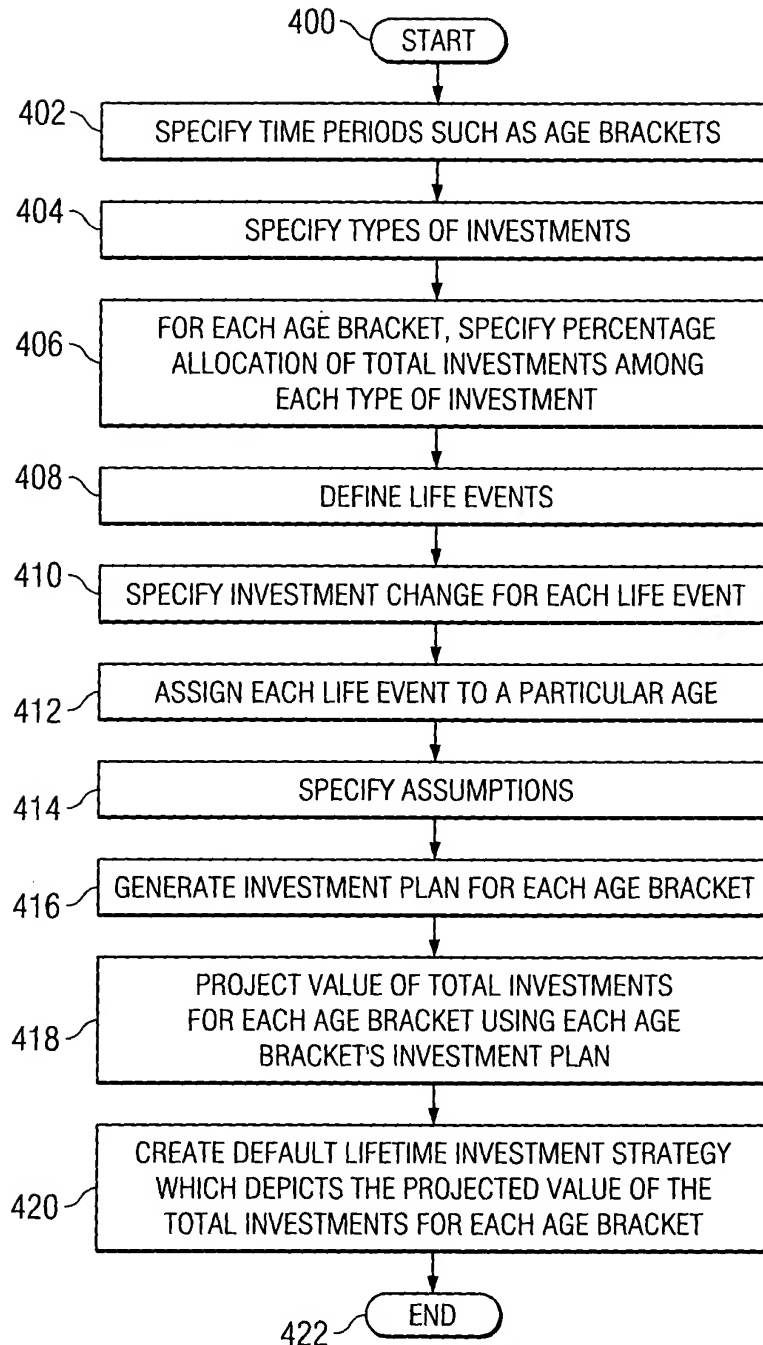 400
START
402
SPECIFY TIME PERIODS SUCH AS AGE BRACKETS
404
SPECIFY TYPES OF INVESTMENTS
406
FOR EACH AGE BRACKET, SPECIFY PERCENTAGE
ALLOCATION OF TOTAL INVESTMENTS AMONG
EACH TYPE OF INVESTMENT
408
DEFINE LIFE EVENTS
410
SPECIFY INVESTMENT CHANGE FOR EACH LIFE EVENT
412
ASSIGN EACH LIFE EVENT TO A PARTICULAR AGE
414
SPECIFY ASSUMPTIONS
416
GENERATE INVESTMENT PLAN FOR EACH AGE BRACKET
418
PROJECT VALUE OF TOTAL INVESTMENTS
FOR EACH AGE BRACKET USING EACH AGE
BRACKET'S INVESTMENT PLAN
420
CREATE DEFAULT LIFETIME INVESTMENT STRATEGY
WHICH DEPICTS THE PROJECTED VALUE OF THE
TOTAL INVESTMENTS FOR EACH AGE BRACKET
END
422